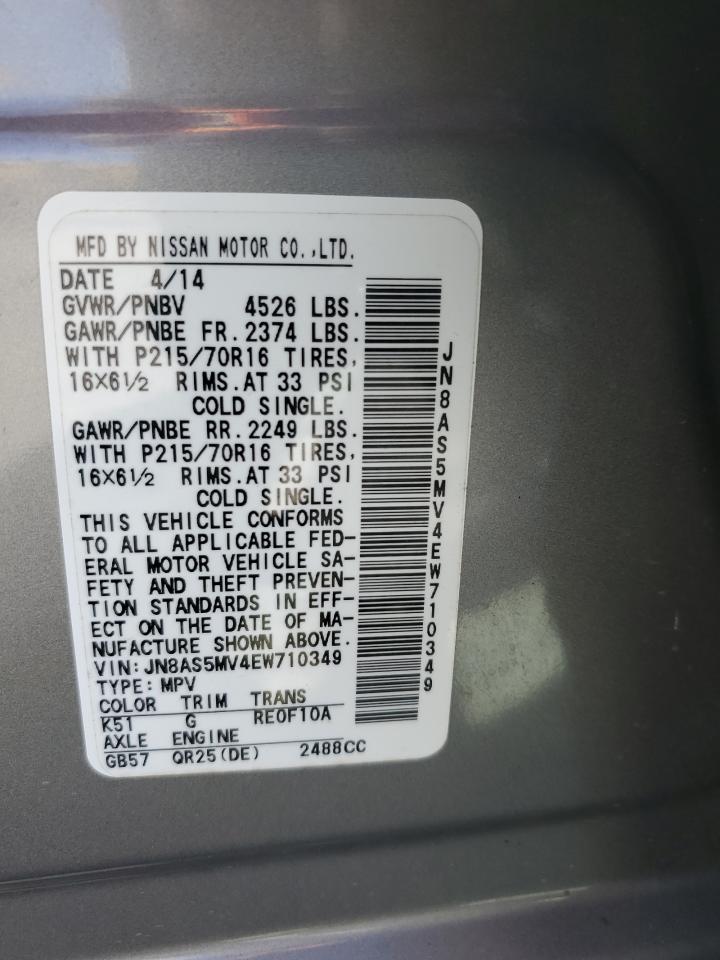 MFD BY NISSAN MOTOR CO.,LTD.
DATE 4/14
GVWR/PNBV 4526 LBS.
GAWR/PNBE FR. 2374 LBS.
WITH P215/70R16 TIRES,
16×6½ RIMS. AT 33 PSI
COLD SINGLE.
GAWR/PNBE RR. 2249 LBS.
WITH P215/70R16 TIRES,
16×6½ RIMS. AT 33 PSI
COLD SINGLE.
THIS VEHICLE CONFORMS
TO ALL APPLICABLE FED-
ERAL MOTOR VEHICLE SA-
FETY AND THEFT PREVEN-
TION STANDARDS IN EFF-
ECT ON THE DATE OF MA-
NUFACTURE SHOWN ABOVE.
VIN: JN8AS5MV4EW710349
TYPE: MPV
COLOR TRIM TRANS
K51 G RE0F10A
AXLE ENGINE
GB57 QR25(DE) 2488CC
JN8AS5MV4EW710349